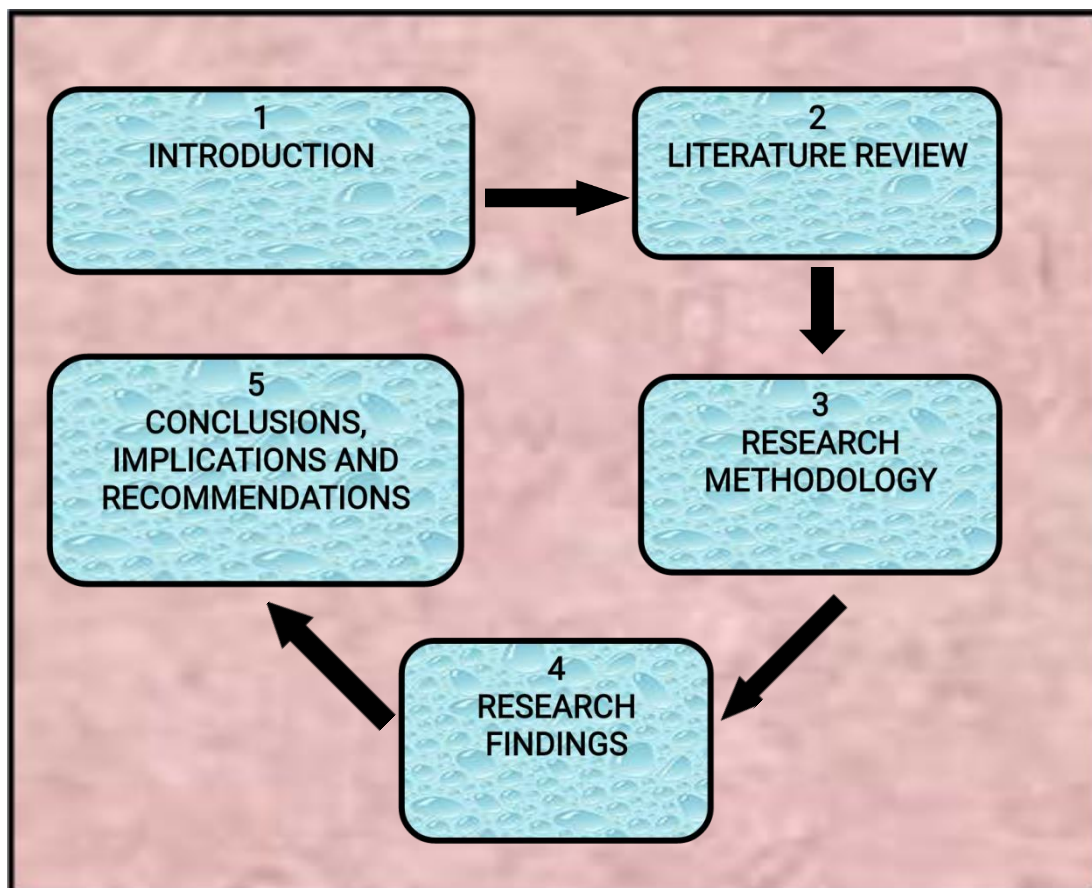 1
INTRODUCTION
2
LITERATURE REVIEW
3
RESEARCH
METHODOLOGY
4
RESEARCH
FINDINGS
5
CONCLUSIONS,
IMPLICATIONS AND
RECOMMENDATIONS